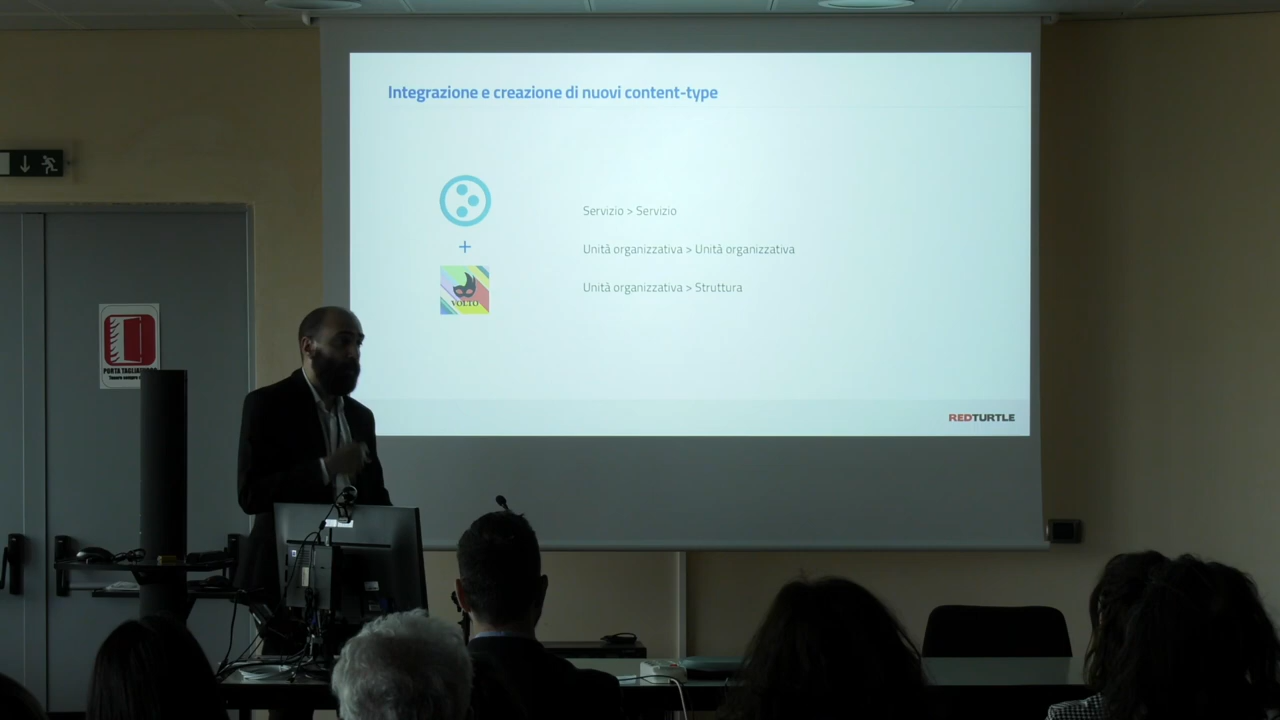 Integrazione e creazione di nuovi content-type
Servizio > Servizio
+
Unità organizzativa > Unità organizzativa
VOLTO
Unità organizzativa > Struttura
PORTA TAGLIAFUOCO
REDTURTLE